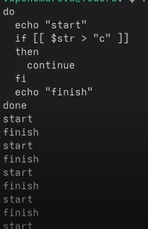 do
echo "start"
if [[ $str > "c" ]]
then
continue
fi
echo "finish"
done
start
finish
start
finish
start
finish
start
finish
start